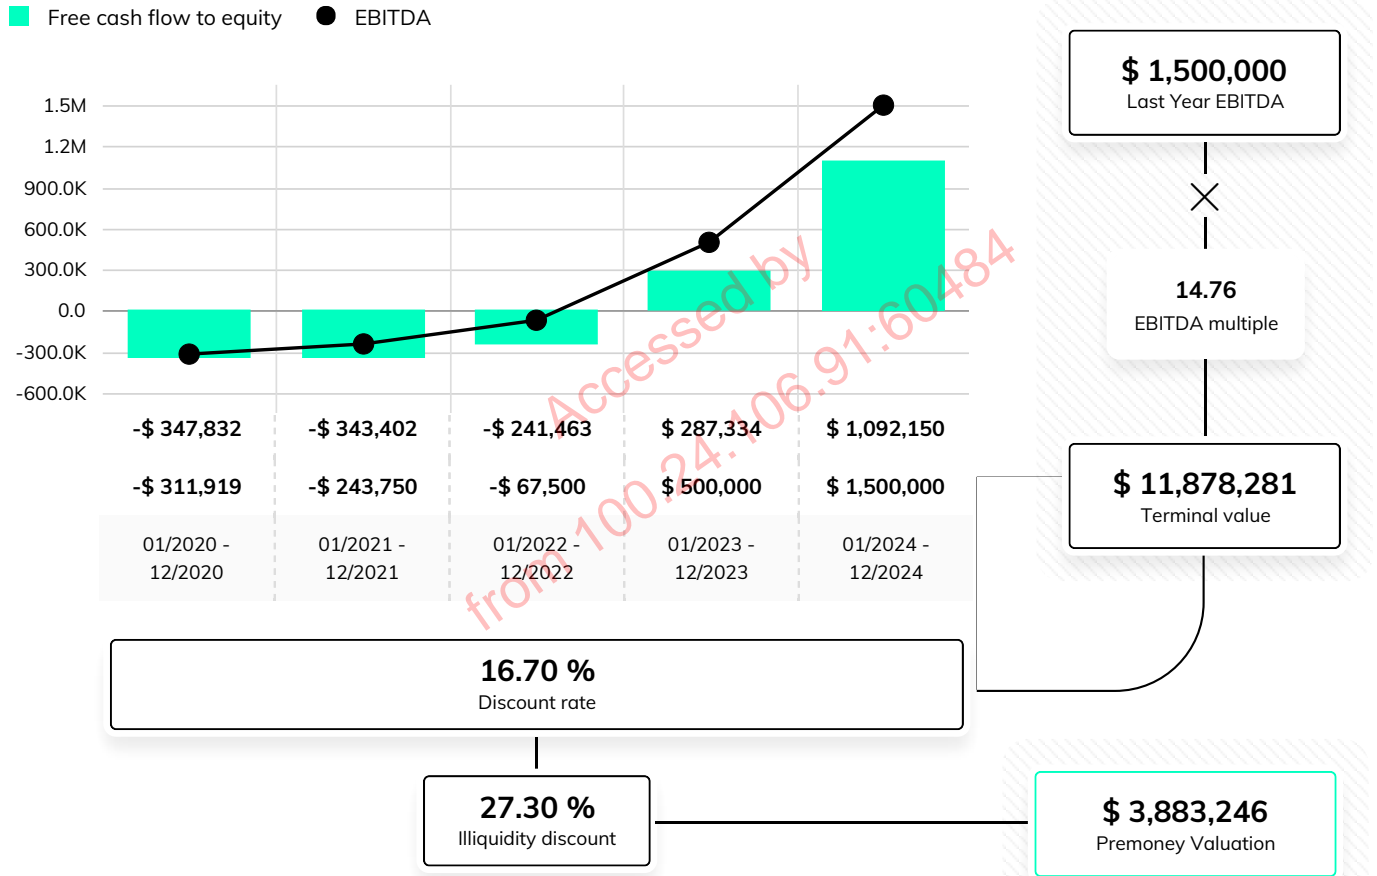 Free cash flow to equity EBITDA
1.5M
1.2M
900.0K
600.0K
300.0K
0.0
-300.0K
-600.0K
-$ 347,832 -$ 343,402 -$ 241,463 $ 287,334 $ 1,092,150
-$ 311,919 -$ 243,750 -$ 67,500 $ 500,000 $ 1,500,000
01/2020 - 01/2021 - 01/2022 - 01/2023 - 01/2024 -
12/2020 12/2021 12/2022 12/2023 12/2024
$ 1,500,000
Last Year EBITDA
14.76
EBITDA multiple
$ 11,878,281
Terminal value
16.70 %
Discount rate
27.30 %
Illiquidity discount
$ 3,883,246
Premoney Valuation
Accessed by
from 100.24.106.91:60484